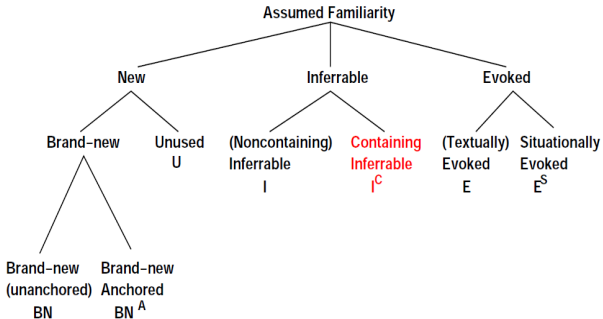 Assumed Familiarity
New Inferrable Evoked
Brand-new Unused (Noncontaining) Containing (Textually) Situationally
U Inferrable Inferrable Evoked Evoked
I I^C E E^S
Brand-new Brand-new
(unanchored) Anchored
BN BN^A